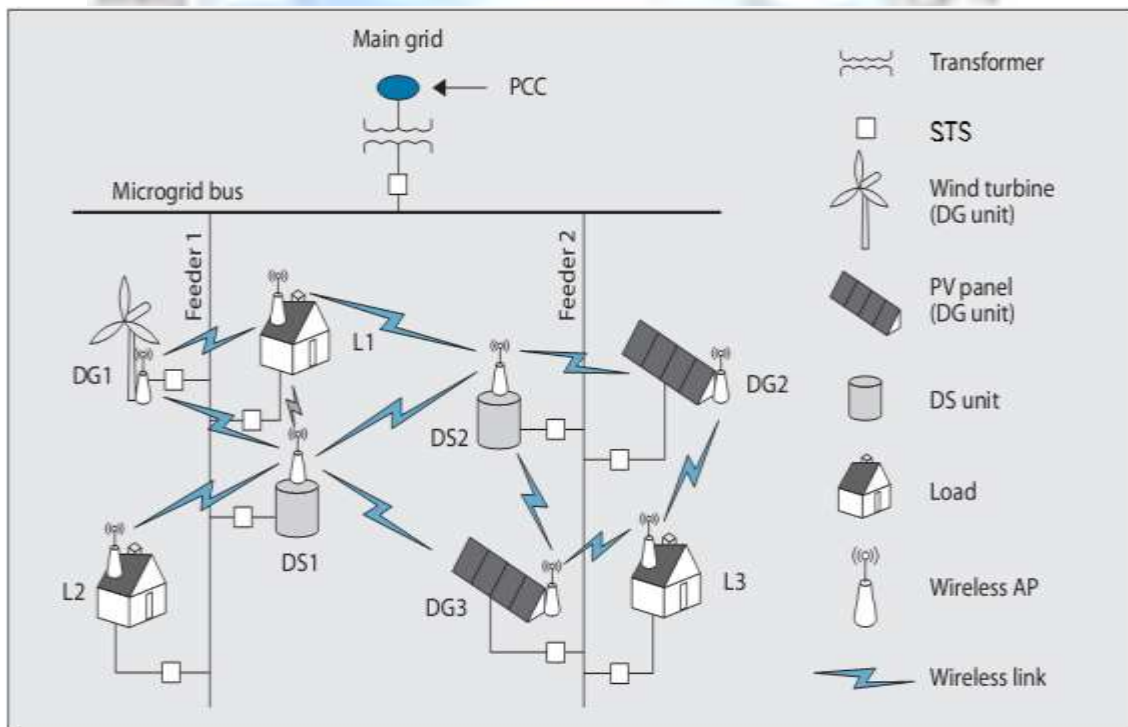 Main grid
PCC
Microgrid bus
Feeder 1
Feeder 2
DG1
L1
DS2
DG2
DS1
L2
DG3
L3
Transformer
STS
Wind turbine
(DG unit)
PV panel
(DG unit)
DS unit
Load
Wireless AP
Wireless link